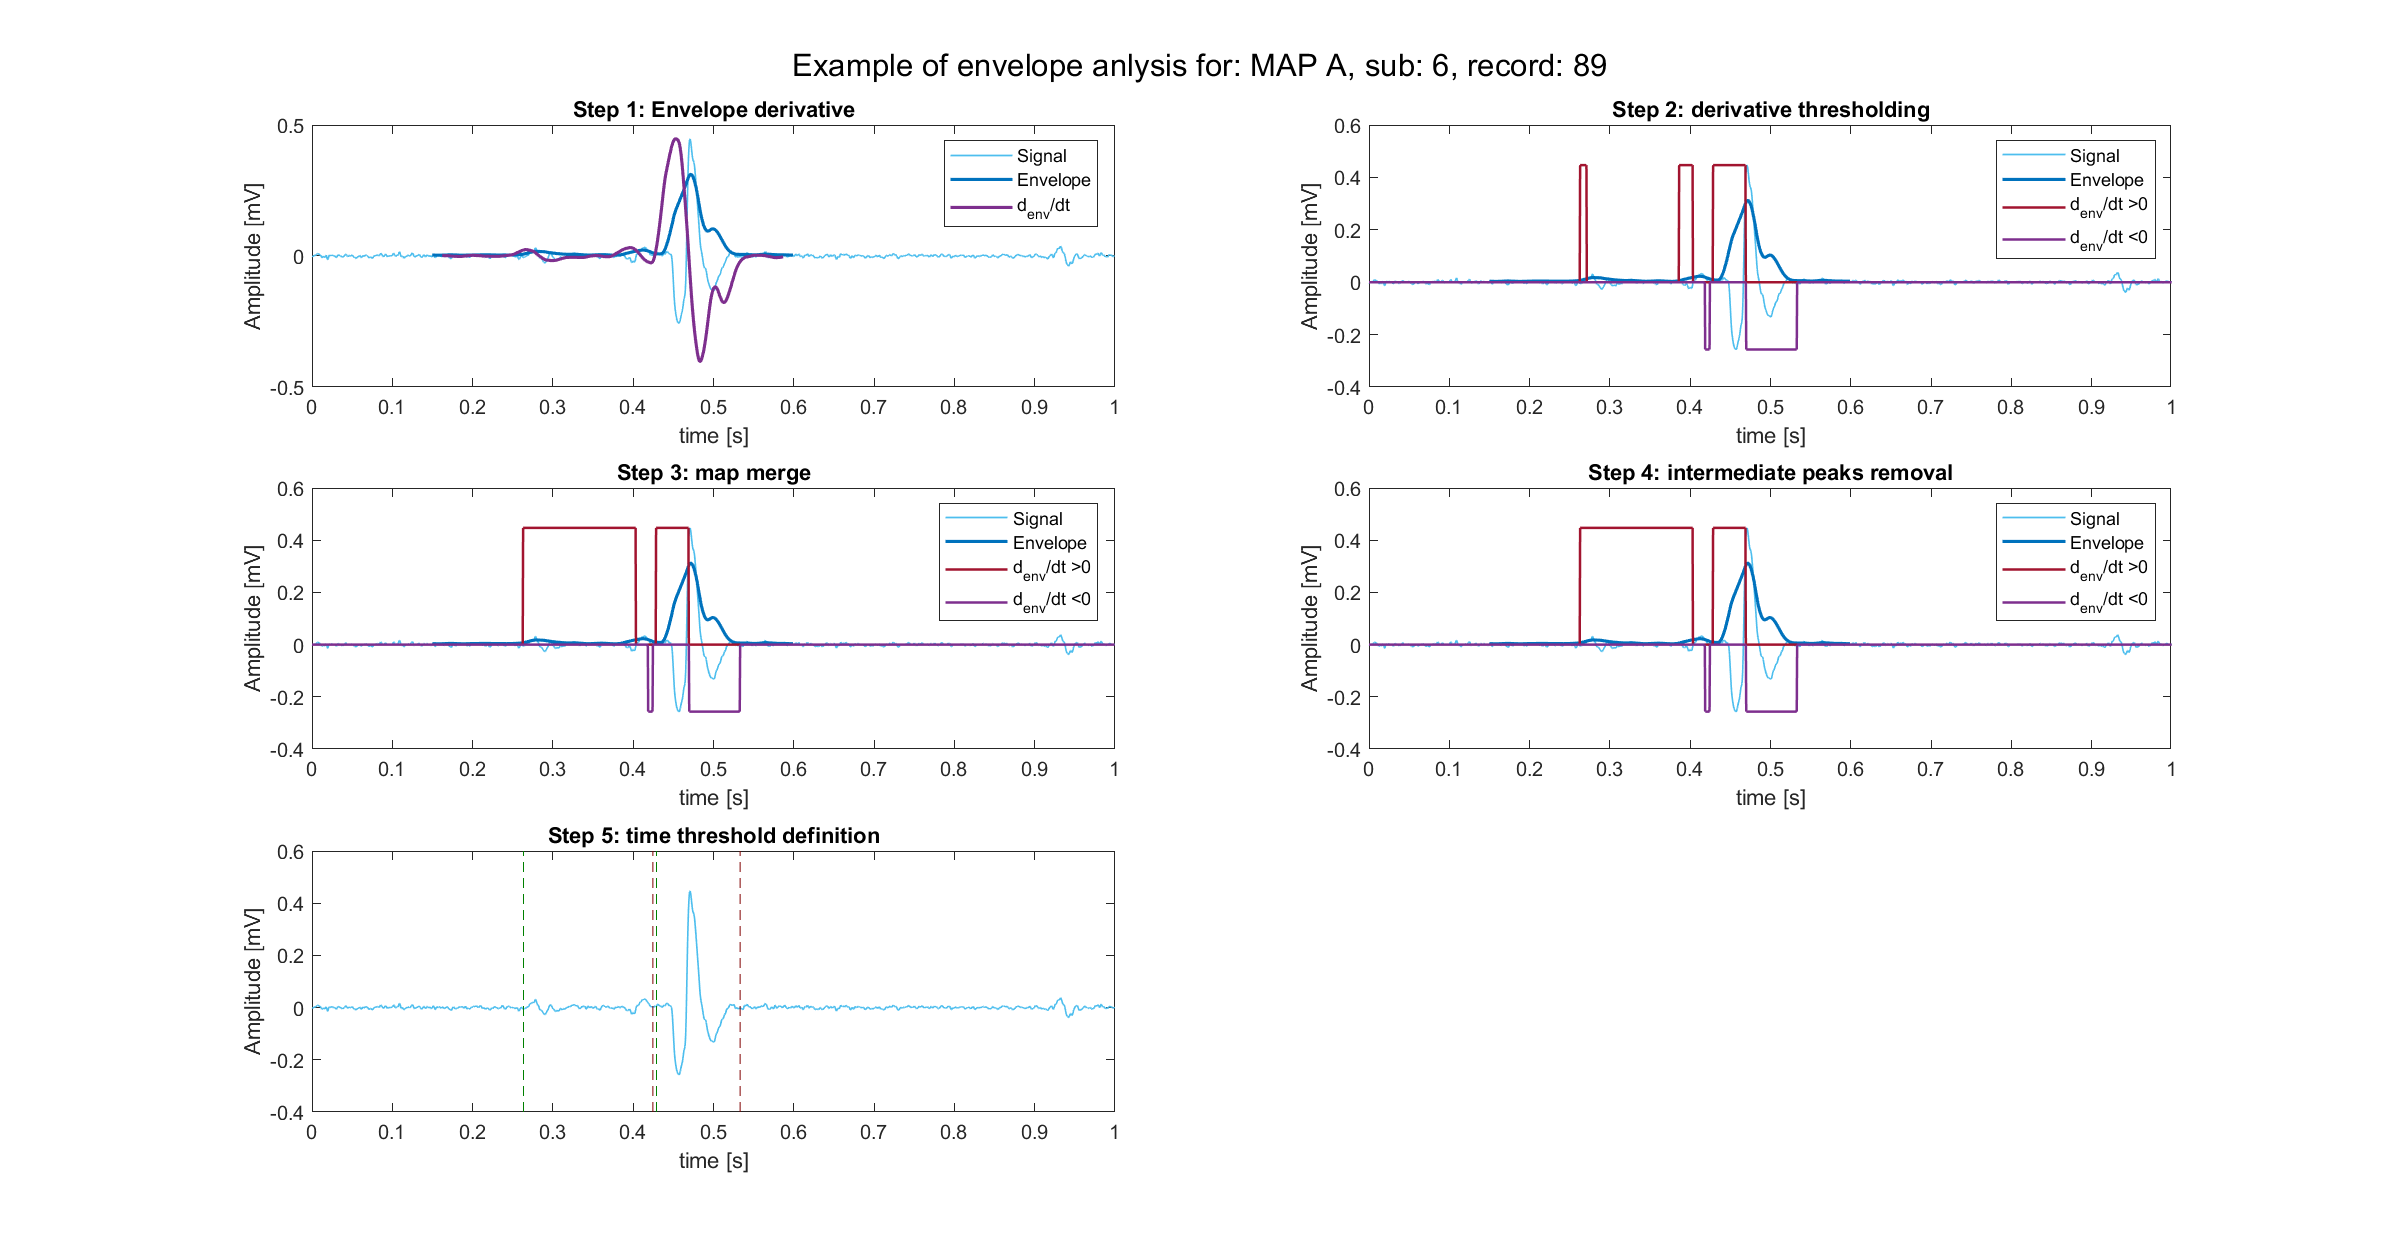 Example of envelope anlysis for: MAP A, sub: 6, record: 89
Step 1: Envelope derivative
0.5
0
-0.5
Amplitude [mV]
0 0.1 0.2 0.3 0.4 0.5 0.6 0.7 0.8 0.9 1
time [s]
Signal
Envelope
d_env/dt
Step 2: derivative thresholding
0.6
0.4
0.2
0
-0.2
-0.4
Amplitude [mV]
0 0.1 0.2 0.3 0.4 0.5 0.6 0.7 0.8 0.9 1
time [s]
Signal
Envelope
d_env/dt >0
d_env/dt <0
Step 3: map merge
0.6
0.4
0.2
0
-0.2
-0.4
Amplitude [mV]
0 0.1 0.2 0.3 0.4 0.5 0.6 0.7 0.8 0.9 1
time [s]
Signal
Envelope
d_env/dt >0
d_env/dt <0
Step 4: intermediate peaks removal
0.6
0.4
0.2
0
-0.2
-0.4
Amplitude [mV]
0 0.1 0.2 0.3 0.4 0.5 0.6 0.7 0.8 0.9 1
time [s]
Signal
Envelope
d_env/dt >0
d_env/dt <0
Step 5: time threshold definition
0.6
0.4
0.2
0
-0.2
-0.4
Amplitude [mV]
0 0.1 0.2 0.3 0.4 0.5 0.6 0.7 0.8 0.9 1
time [s]